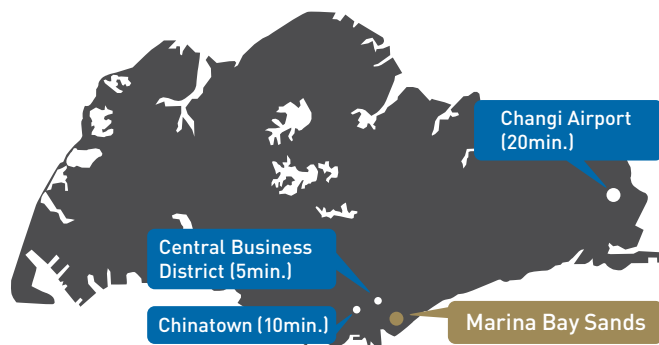 Changi Airport
(20min.)
Central Business
District (5min.)
Chinatown (10min.)
Marina Bay Sands